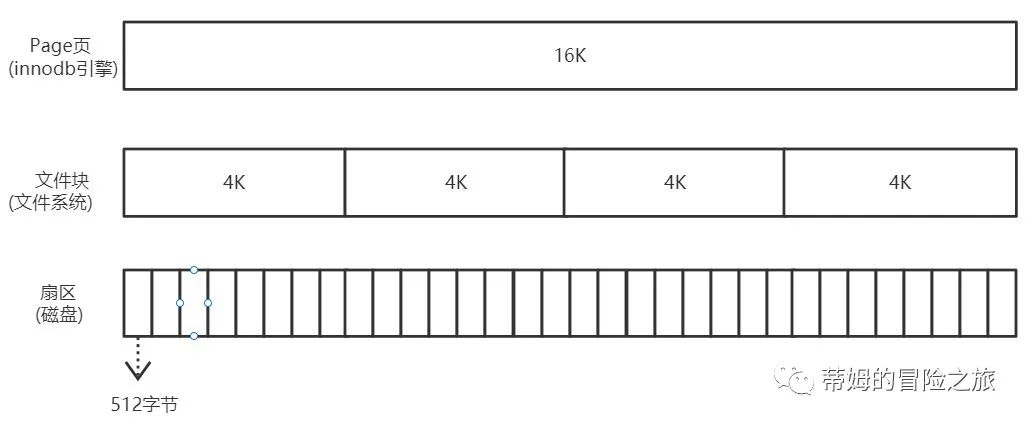 Page页
(innodb引擎)
16K
文件块
(文件系统)
4K
4K
4K
4K
扇区
(磁盘)
512字节
蒂姆的冒险之旅